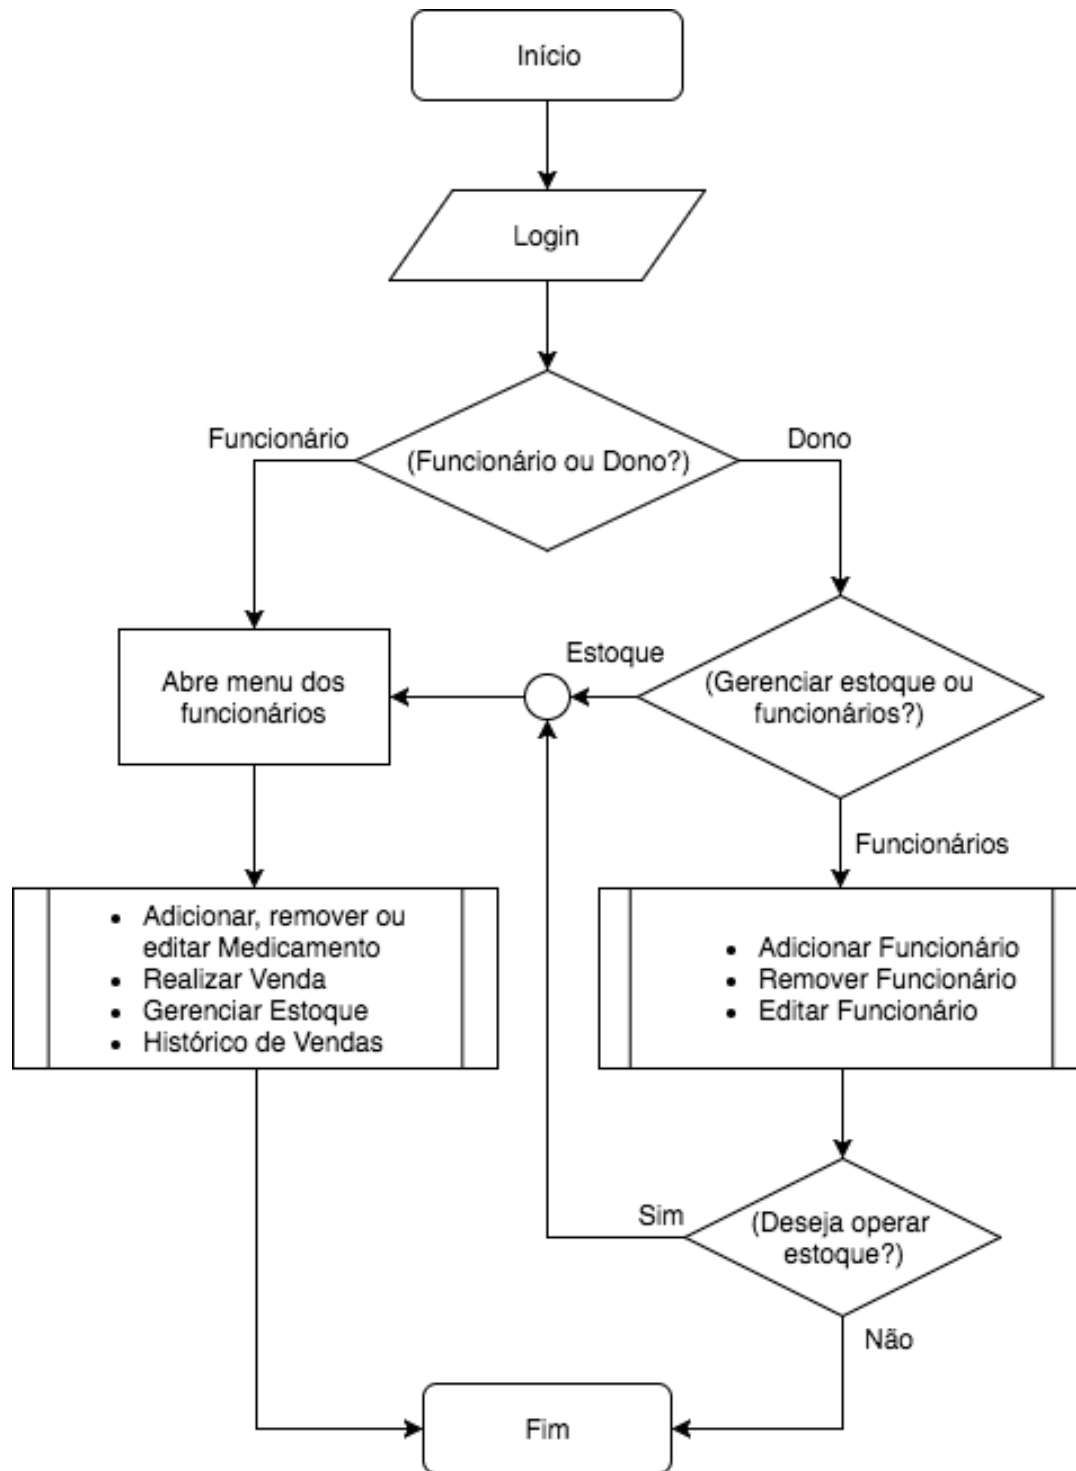 Início
Login
Funcionário
(Funcionário ou Dono?)
Dono
Estoque
Abre menu dos
funcionários
(Gerenciar estoque ou
funcionários?)
Funcionários
• Adicionar, remover ou
editar Medicamento
• Realizar Venda
• Gerenciar Estoque
• Histórico de Vendas
• Adicionar Funcionário
• Remover Funcionário
• Editar Funcionário
Sim
(Deseja operar
estoque?)
Não
Fim